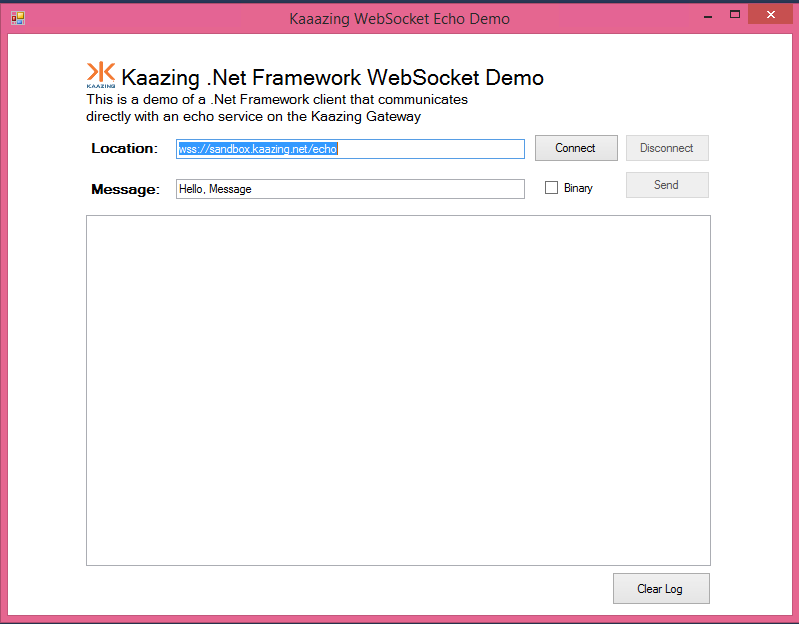 Kaaazing WebSocket Echo Demo
KAAZING
Kaazing .Net Framework WebSocket Demo
This is a demo of a .Net Framework client that communicates
directly with an echo service on the Kaazing Gateway
Location: wss://sandbox.kaazing.net/echo Connect Disconnect
Message: Hello, Message Binary Send
Clear Log